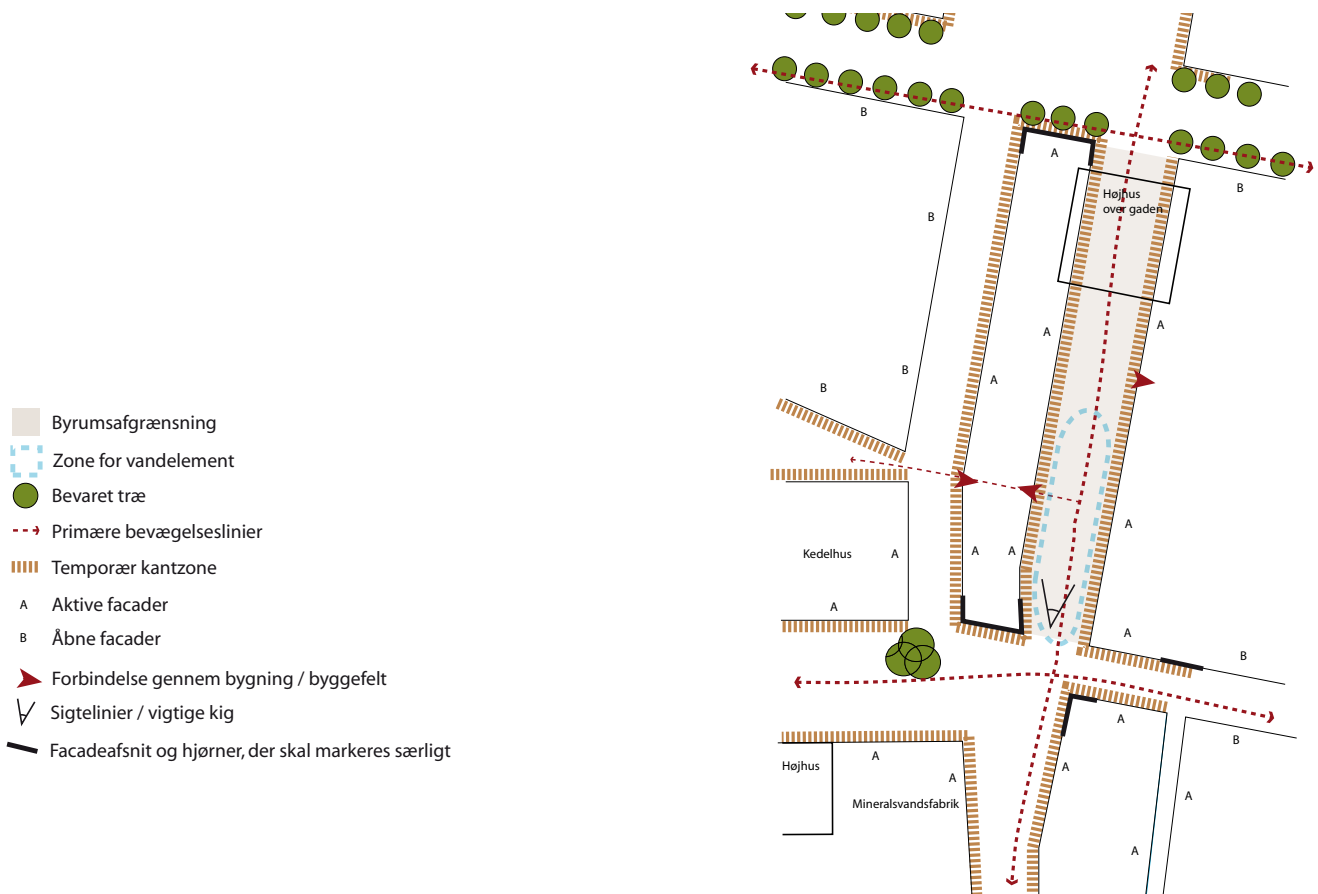 Byrumsafgrænsning
Zone for vandelement
Bevaret træ
Primære bevægelseslinier
Temporær kantzone
A Aktive facader
B Åbne facader
Forbindelse gennem bygning / byggefelt
Sigtelinier / vigtige kig
Facadeafsnit og hjørner, der skal markeres særligt
B
A
B
Højhus
over gaden
B
A
A
B
A
B
A
Kedelhus
A
A
A
A
A
A
B
A
B
A
A
A
Højhus
A
Mineralsvandsfabrik
A
A